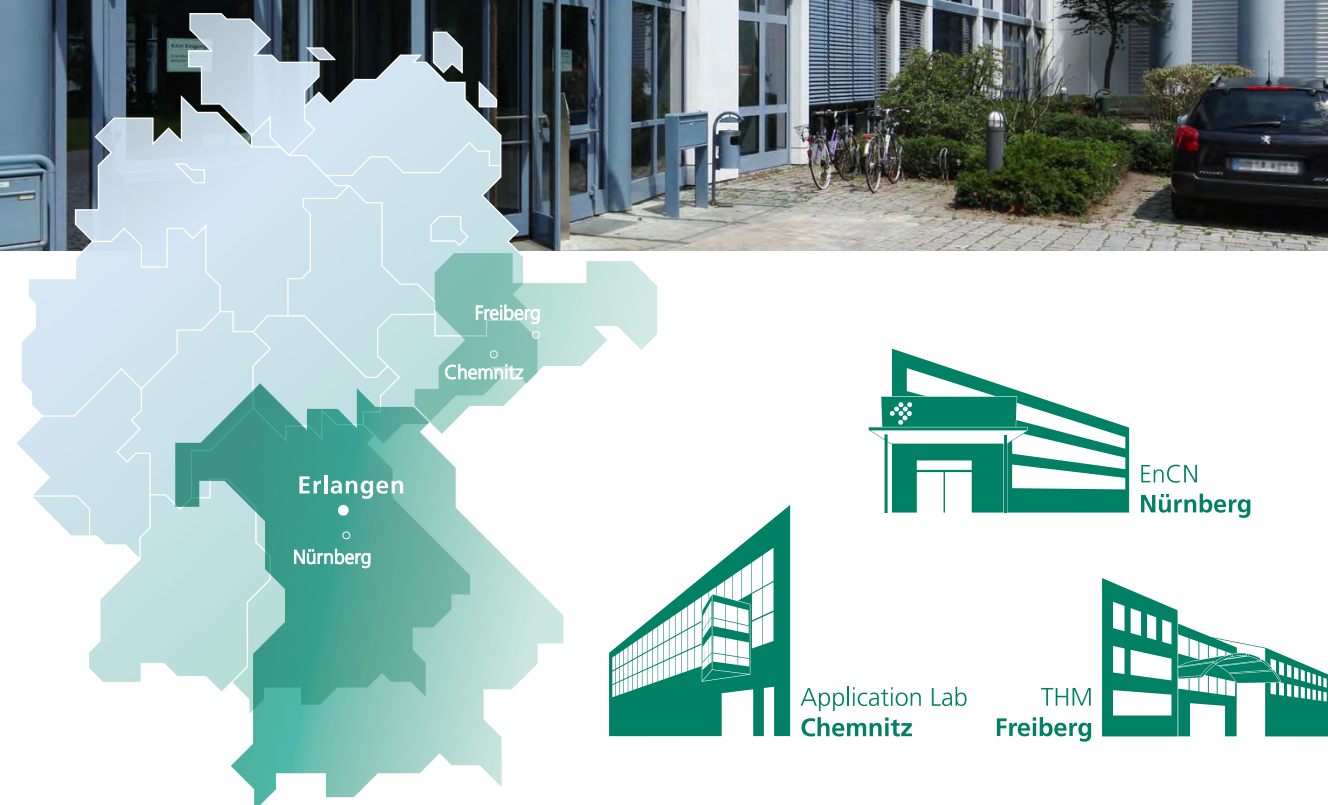 Freiberg
Chemnitz
Erlangen
Nürnberg
EnCN
Nürnberg
Application Lab
Chemnitz
THM
Freiberg